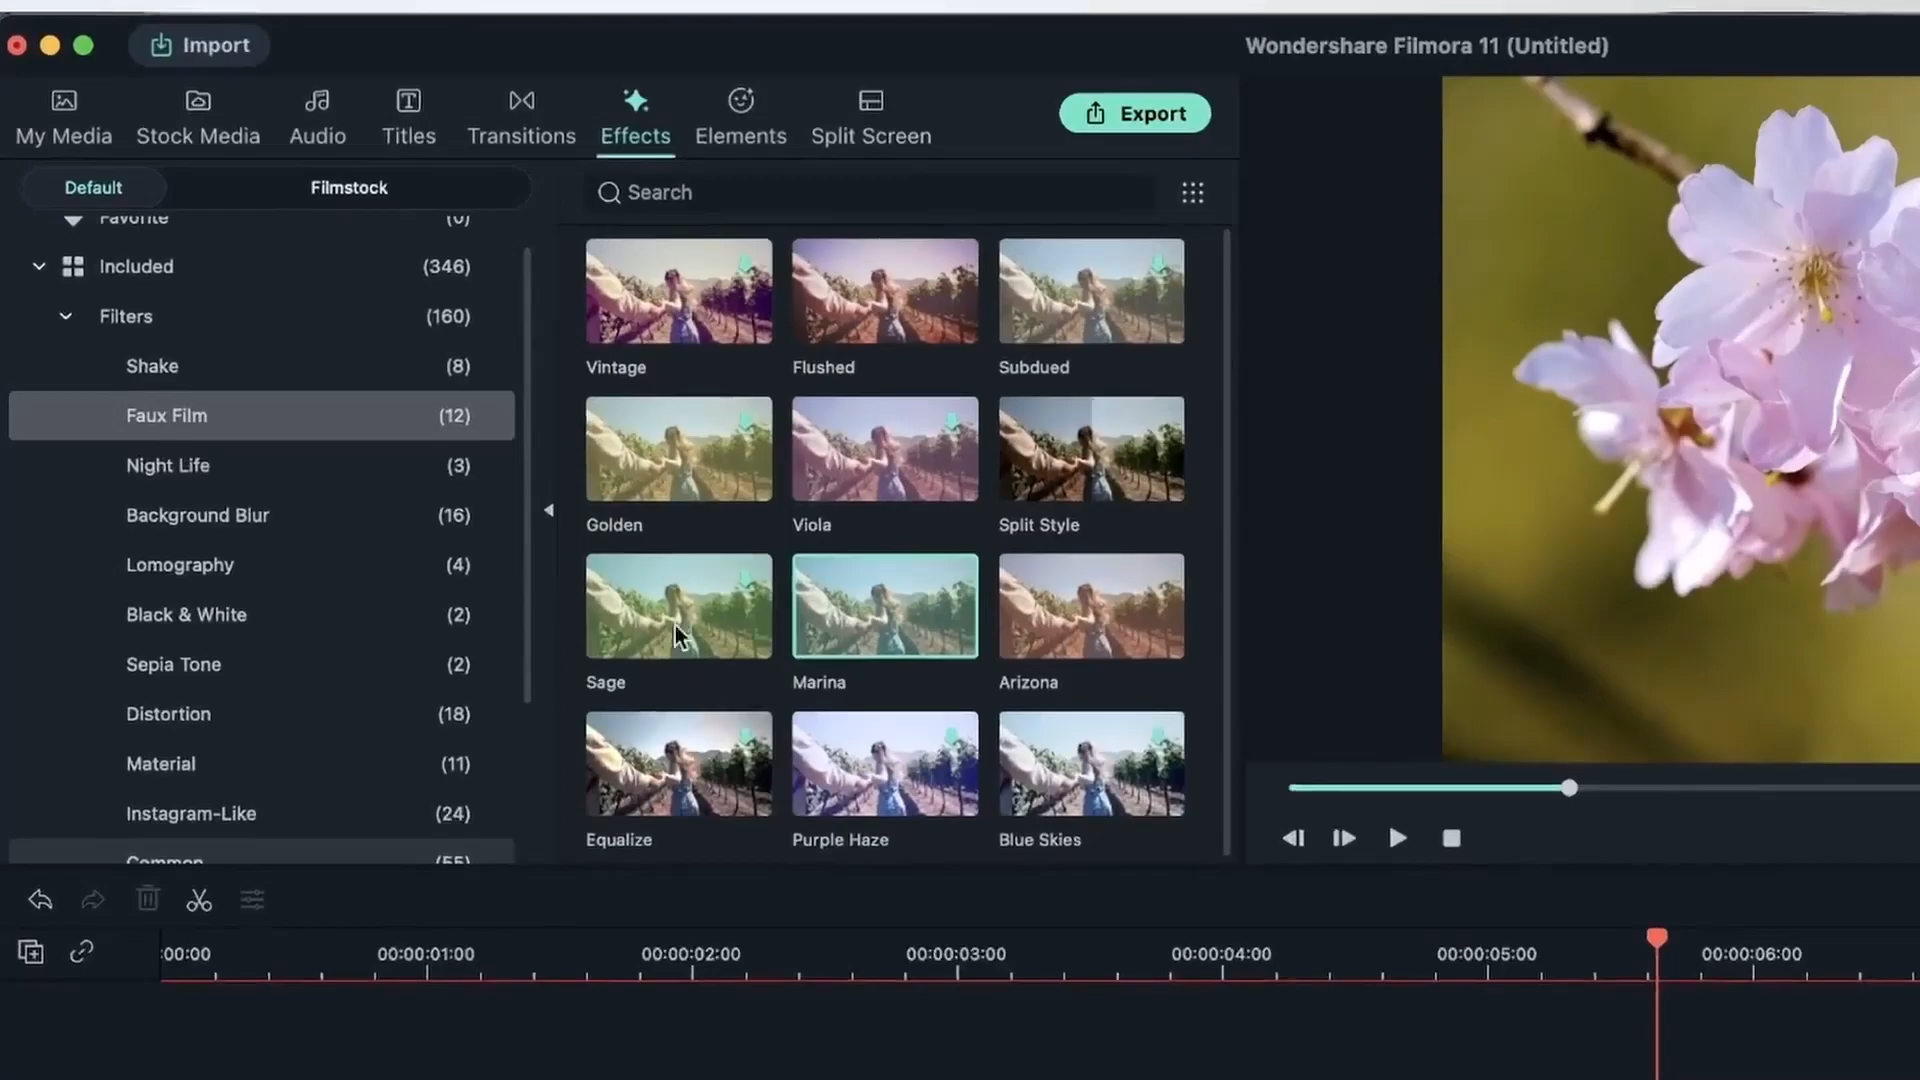 Import
Wondershare Filmora 11 (Untitled)
My Media
Stock Media
Audio
Titles
Transitions
Effects
Elements
Split Screen
Export
Default
Filmstock
Search
Favorite (0)
Included (346)
Filters (160)
Shake (8)
Faux Film (12)
Night Life (3)
Background Blur (16)
Lomography (4)
Black & White (2)
Sepia Tone (2)
Distortion (18)
Material (11)
Instagram-Like (24)
Common (55)
Vintage
Flushed
Subdued
Golden
Viola
Split Style
Sage
Marina
Arizona
Equalize
Purple Haze
Blue Skies
:00:00
00:00:01:00
00:00:02:00
00:00:03:00
00:00:04:00
00:00:05:00
00:00:06:00